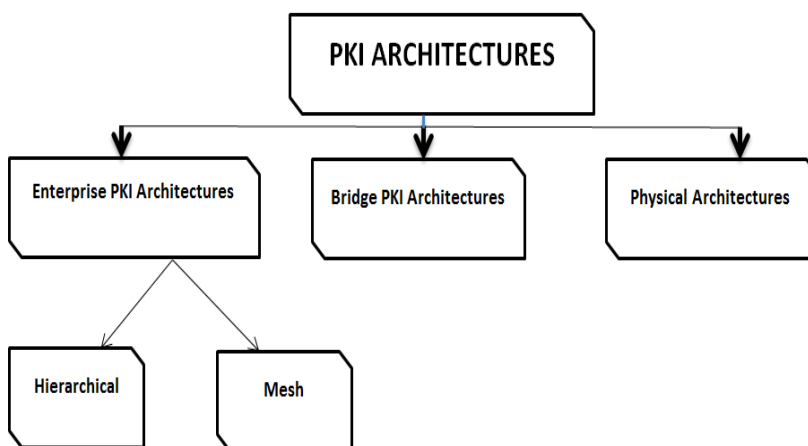 PKI ARCHITECTURES
Enterprise PKI Architectures
Bridge PKI Architectures
Physical Architectures
Hierarchical
Mesh